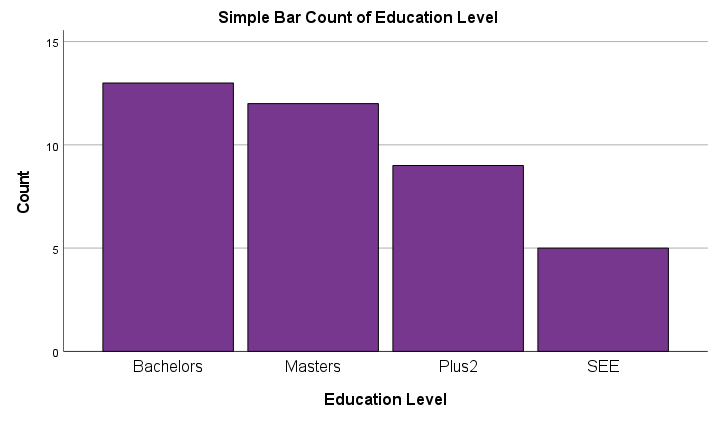 Simple Bar Count of Education Level
15
10
5
0
Count
Bachelors Masters Plus2 SEE
Education Level